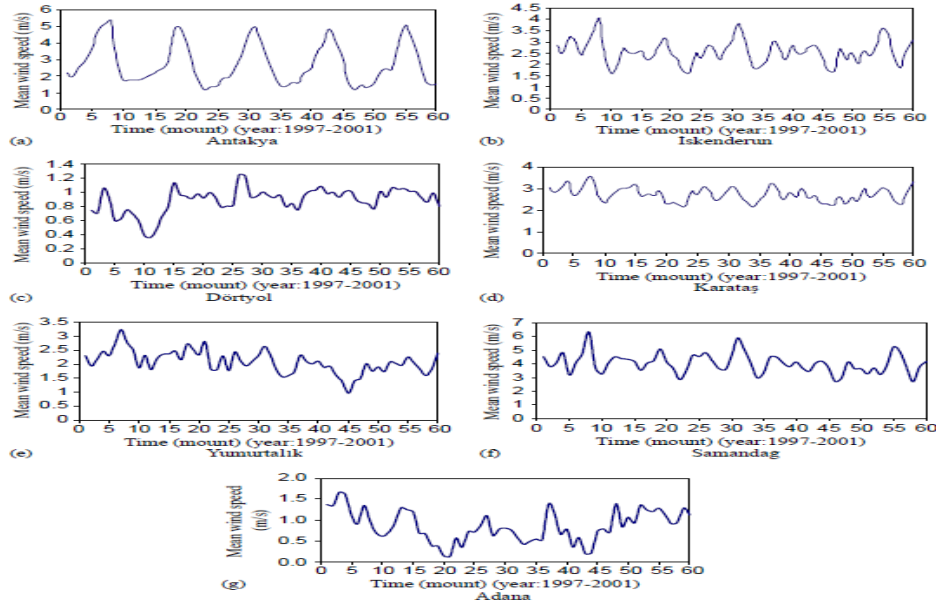 Mean wind speed (m/s)
6
5
4
3
2
1
0
0 5 10 15 20 25 30 35 40 45 50 55 60
Time (mount) (year:1997-2001)
(a) Antakya
Mean wind speed (m/s)
4.5
4
3.5
3
2.5
2
1.5
1
0.5
0
0 5 10 15 20 25 30 35 40 45 50 55 60
Time (mount) (year:1997-2001)
(b) İskenderun
Mean wind speed (m/s)
1.4
1.2
1
0.8
0.6
0.4
0.2
0
0 5 10 15 20 25 30 35 40 45 50 55 60
Time (mount) (year:1997-2001)
(c) Dörtyol
Mean wind speed (m/s)
4
3
2
1
0
0 5 10 15 20 25 30 35 40 45 50 55 60
Time (mount) (year:1997-2001)
(d) Karataş
Mean wind speed (m/s)
3.5
3
2.5
2
1.5
1
0.5
0
0 5 10 15 20 25 30 35 40 45 50 55 60
Time (mount) (year:1997-2001)
(e) Yumurtalık
Mean wind speed (m/s)
7
6
5
4
3
2
1
0
0 5 10 15 20 25 30 35 40 45 50 55 60
Time (mount) (year:1997-2001)
(f) Samandag
Mean wind speed
(m/s)
2.0
1.5
1.0
0.5
0.0
0 5 10 15 20 25 30 35 40 45 50 55 60
Time (mount) (year:1997-2001)
(g) Adana